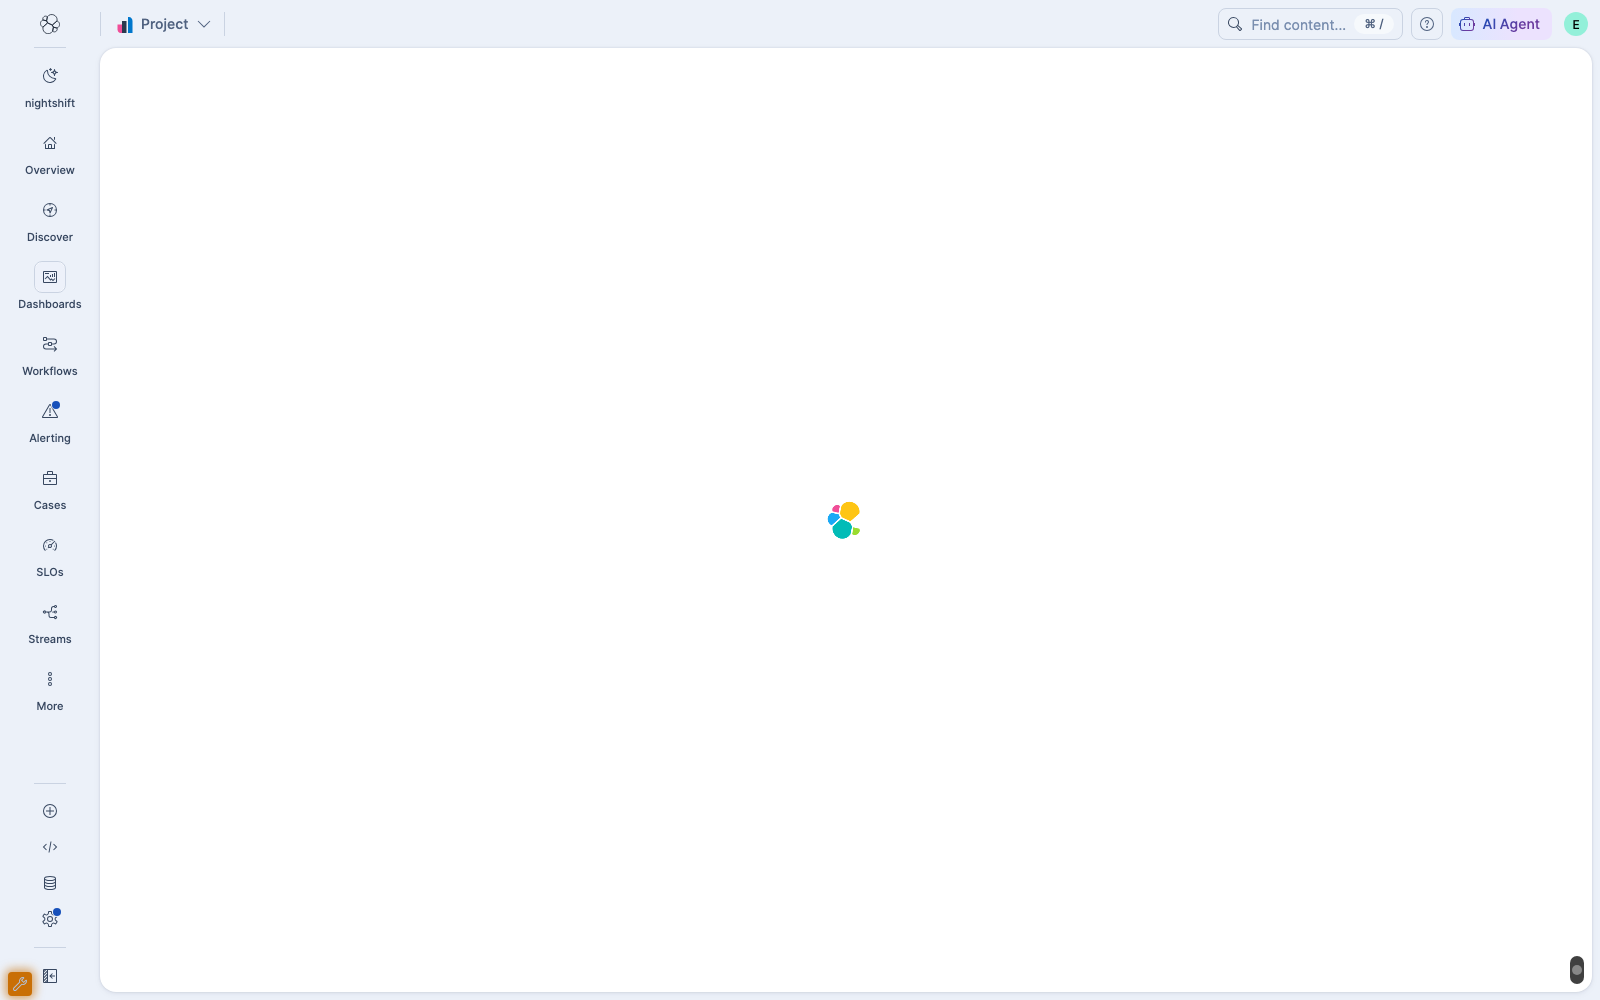 Project
Find content...
⌘ /
AI Agent
E
nightshift
Overview
Discover
Dashboards
Workflows
Alerting
Cases
SLOs
Streams
More